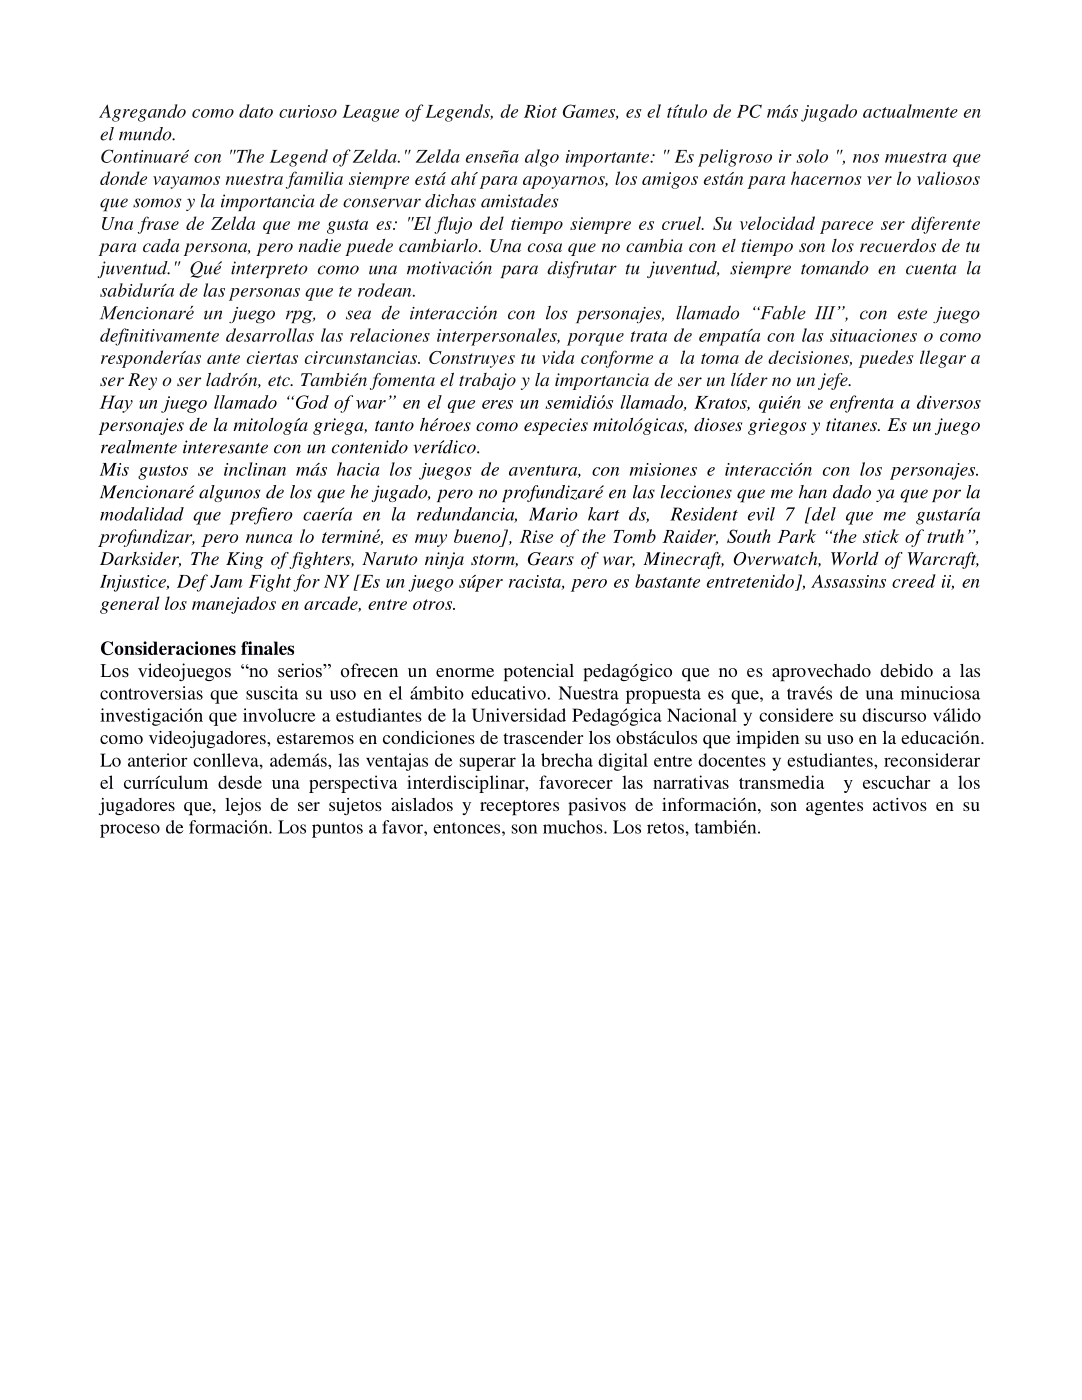 Agregando como dato curioso League of Legends, de Riot Games, es el título de PC más jugado actualmente en
el mundo.
Continuaré con "The Legend of Zelda." Zelda enseña algo importante: " Es peligroso ir solo ", nos muestra que
donde vayamos nuestra familia siempre está ahí para apoyarnos, los amigos están para hacernos ver lo valiosos
que somos y la importancia de conservar dichas amistades
Una frase de Zelda que me gusta es: "El flujo del tiempo siempre es cruel. Su velocidad parece ser diferente
para cada persona, pero nadie puede cambiarlo. Una cosa que no cambia con el tiempo son los recuerdos de tu
juventud." Qué interpreto como una motivación para disfrutar tu juventud, siempre tomando en cuenta la
sabiduría de las personas que te rodean.
Mencionaré un juego rpg, o sea de interacción con los personajes, llamado “Fable III”, con este juego
definitivamente desarrollas las relaciones interpersonales, porque trata de empatía con las situaciones o como
responderías ante ciertas circunstancias. Construyes tu vida conforme a  la toma de decisiones, puedes llegar a
ser Rey o ser ladrón, etc. También fomenta el trabajo y la importancia de ser un líder no un jefe.
Hay un juego llamado “God of war” en el que eres un semidiós llamado, Kratos, quién se enfrenta a diversos
personajes de la mitología griega, tanto héroes como especies mitológicas, dioses griegos y titanes. Es un juego
realmente interesante con un contenido verídico.
Mis gustos se inclinan más hacia los juegos de aventura, con misiones e interacción con los personajes.
Mencionaré algunos de los que he jugado, pero no profundizaré en las lecciones que me han dado ya que por la
modalidad que prefiero caería en la redundancia, Mario kart ds,  Resident evil 7 [del que me gustaría
profundizar, pero nunca lo terminé, es muy bueno], Rise of the Tomb Raider, South Park “the stick of truth”,
Darksider, The King of fighters, Naruto ninja storm, Gears of war, Minecraft, Overwatch, World of Warcraft,
Injustice, Def Jam Fight for NY [Es un juego súper racista, pero es bastante entretenido], Assassins creed ii, en
general los manejados en arcade, entre otros.
Consideraciones finales
Los videojuegos “no serios” ofrecen un enorme potencial pedagógico que no es aprovechado debido a las
controversias que suscita su uso en el ámbito educativo. Nuestra propuesta es que, a través de una minuciosa
investigación que involucre a estudiantes de la Universidad Pedagógica Nacional y considere su discurso válido
como videojugadores, estaremos en condiciones de trascender los obstáculos que impiden su uso en la educación.
Lo anterior conlleva, además, las ventajas de superar la brecha digital entre docentes y estudiantes, reconsiderar
el currículum desde una perspectiva interdisciplinar, favorecer las narrativas transmedia  y escuchar a los
jugadores que, lejos de ser sujetos aislados y receptores pasivos de información, son agentes activos en su
proceso de formación. Los puntos a favor, entonces, son muchos. Los retos, también.